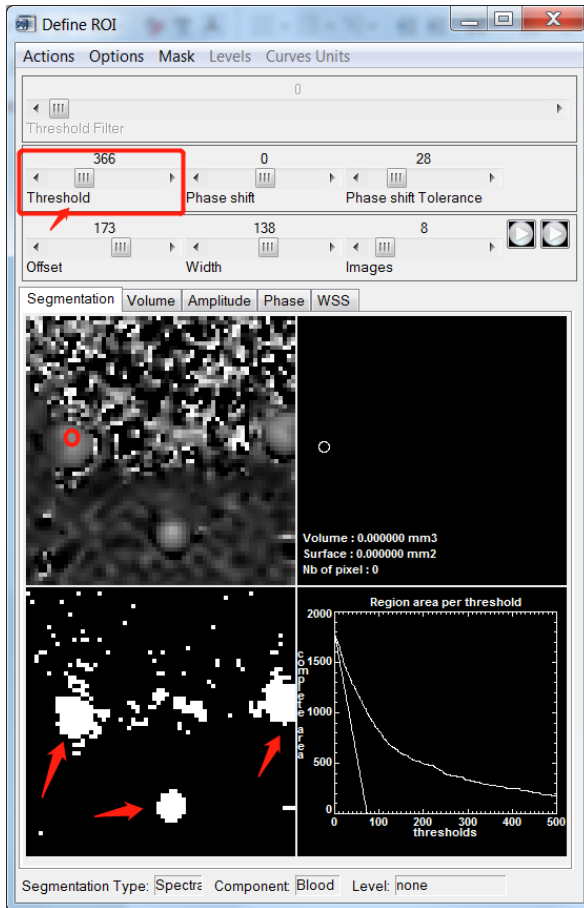 Define ROI
Actions Options Mask Levels Curves Units
0
Threshold Filter
366 0 28
Threshold Phase shift Phase shift Tolerance
173 138 8
Offset Width Images
Segmentation Volume Amplitude Phase WSS
Volume : 0.000000 mm3
Surface : 0.000000 mm2
Nb of pixel : 0
Region area per threshold
2000
1500
1000
500
0
complete area
0 100 200 300 400 500
thresholds
Segmentation Type: Spectra Component: Blood Level: none